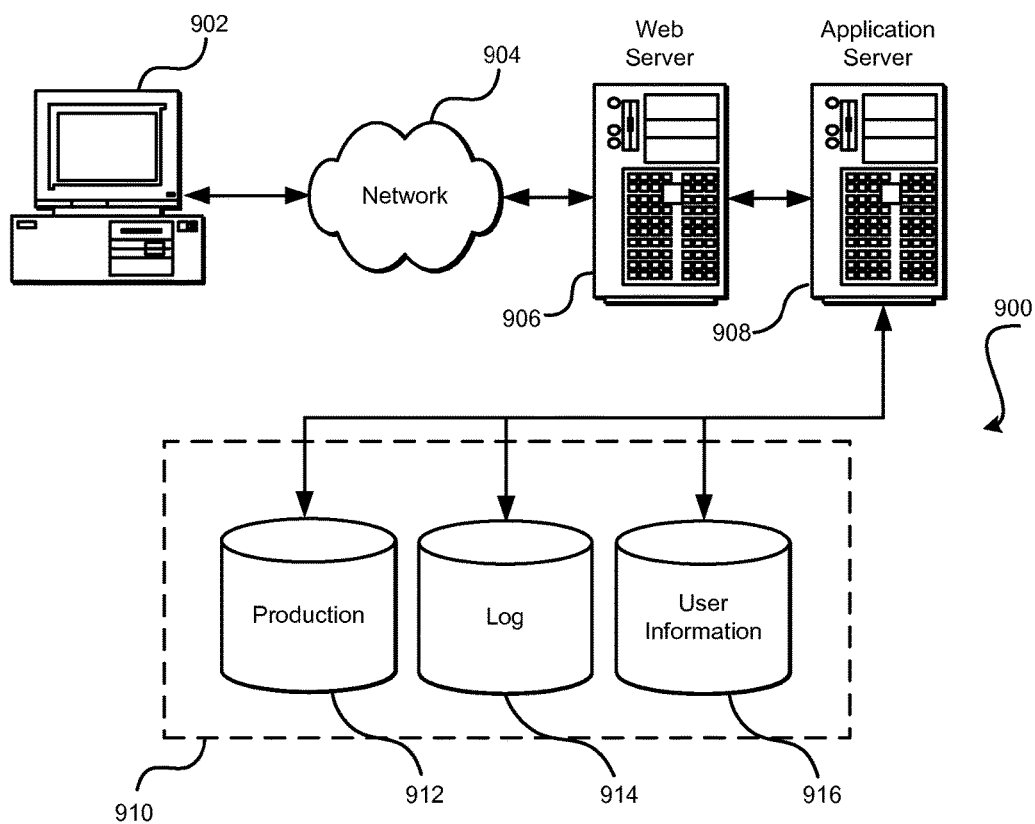 902
904
Web
Server
Application
Server
Network
906
908
900
Production
Log
User
Information
910
912
914
916